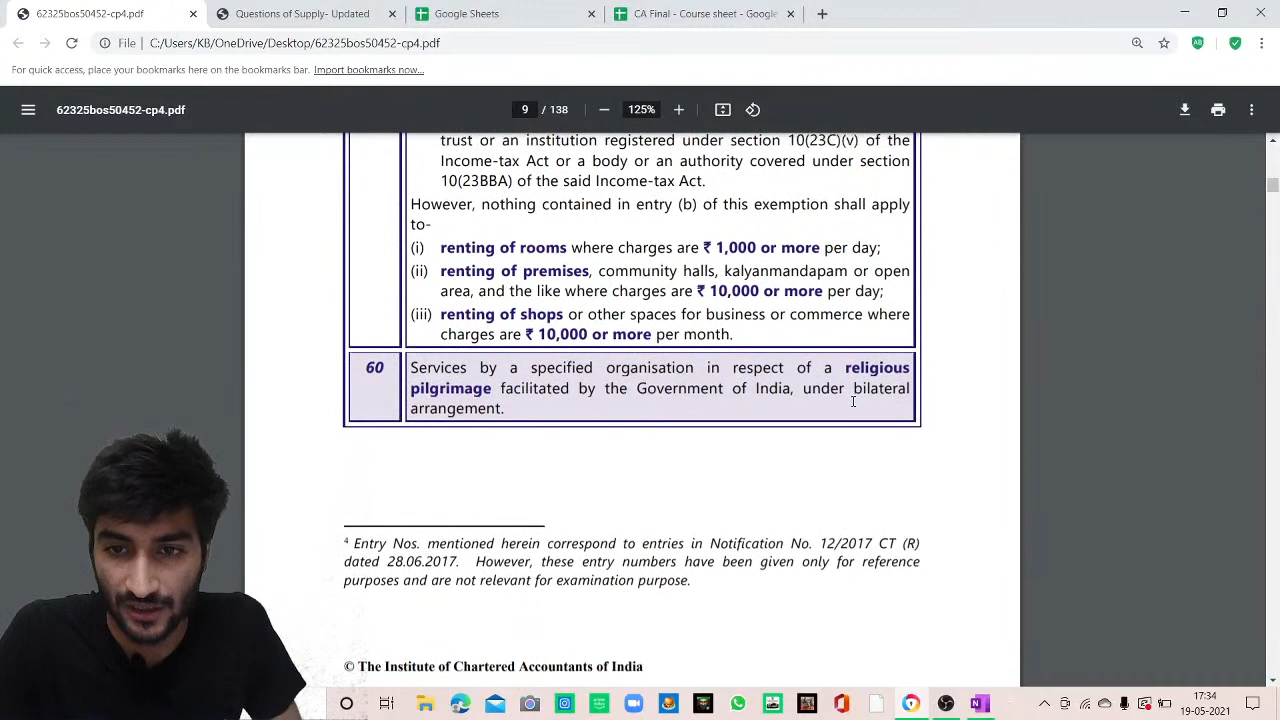 62325bos50452-cp4.pdf
Questions of Supply- Updated
Google Sheets
CA Final - Course sheet - Google
File | C:/Users/KB/OneDrive/Desktop/62325bos50452-cp4.pdf
For quick access, place your bookmarks here on the bookmarks bar. Import bookmarks now...
62325bos50452-cp4.pdf
9 / 138
125%
trust or an institution registered under section 10(23C)(v) of the
Income-tax Act or a body or an authority covered under section
10(23BBA) of the said Income-tax Act.
However, nothing contained in entry (b) of this exemption shall apply
to-
(i) renting of rooms where charges are ₹ 1,000 or more per day;
(ii) renting of premises, community halls, kalyanmandapam or open
area, and the like where charges are ₹ 10,000 or more per day;
(iii) renting of shops or other spaces for business or commerce where
charges are ₹ 10,000 or more per month.
60 Services by a specified organisation in respect of a religious
pilgrimage facilitated by the Government of India, under bilateral
arrangement.
4 Entry Nos. mentioned herein correspond to entries in Notification No. 12/2017 CT (R)
dated 28.06.2017. However, these entry numbers have been given only for reference
purposes and are not relevant for examination purpose.
© The Institute of Chartered Accountants of India
ENG
17:34
19-05-2021